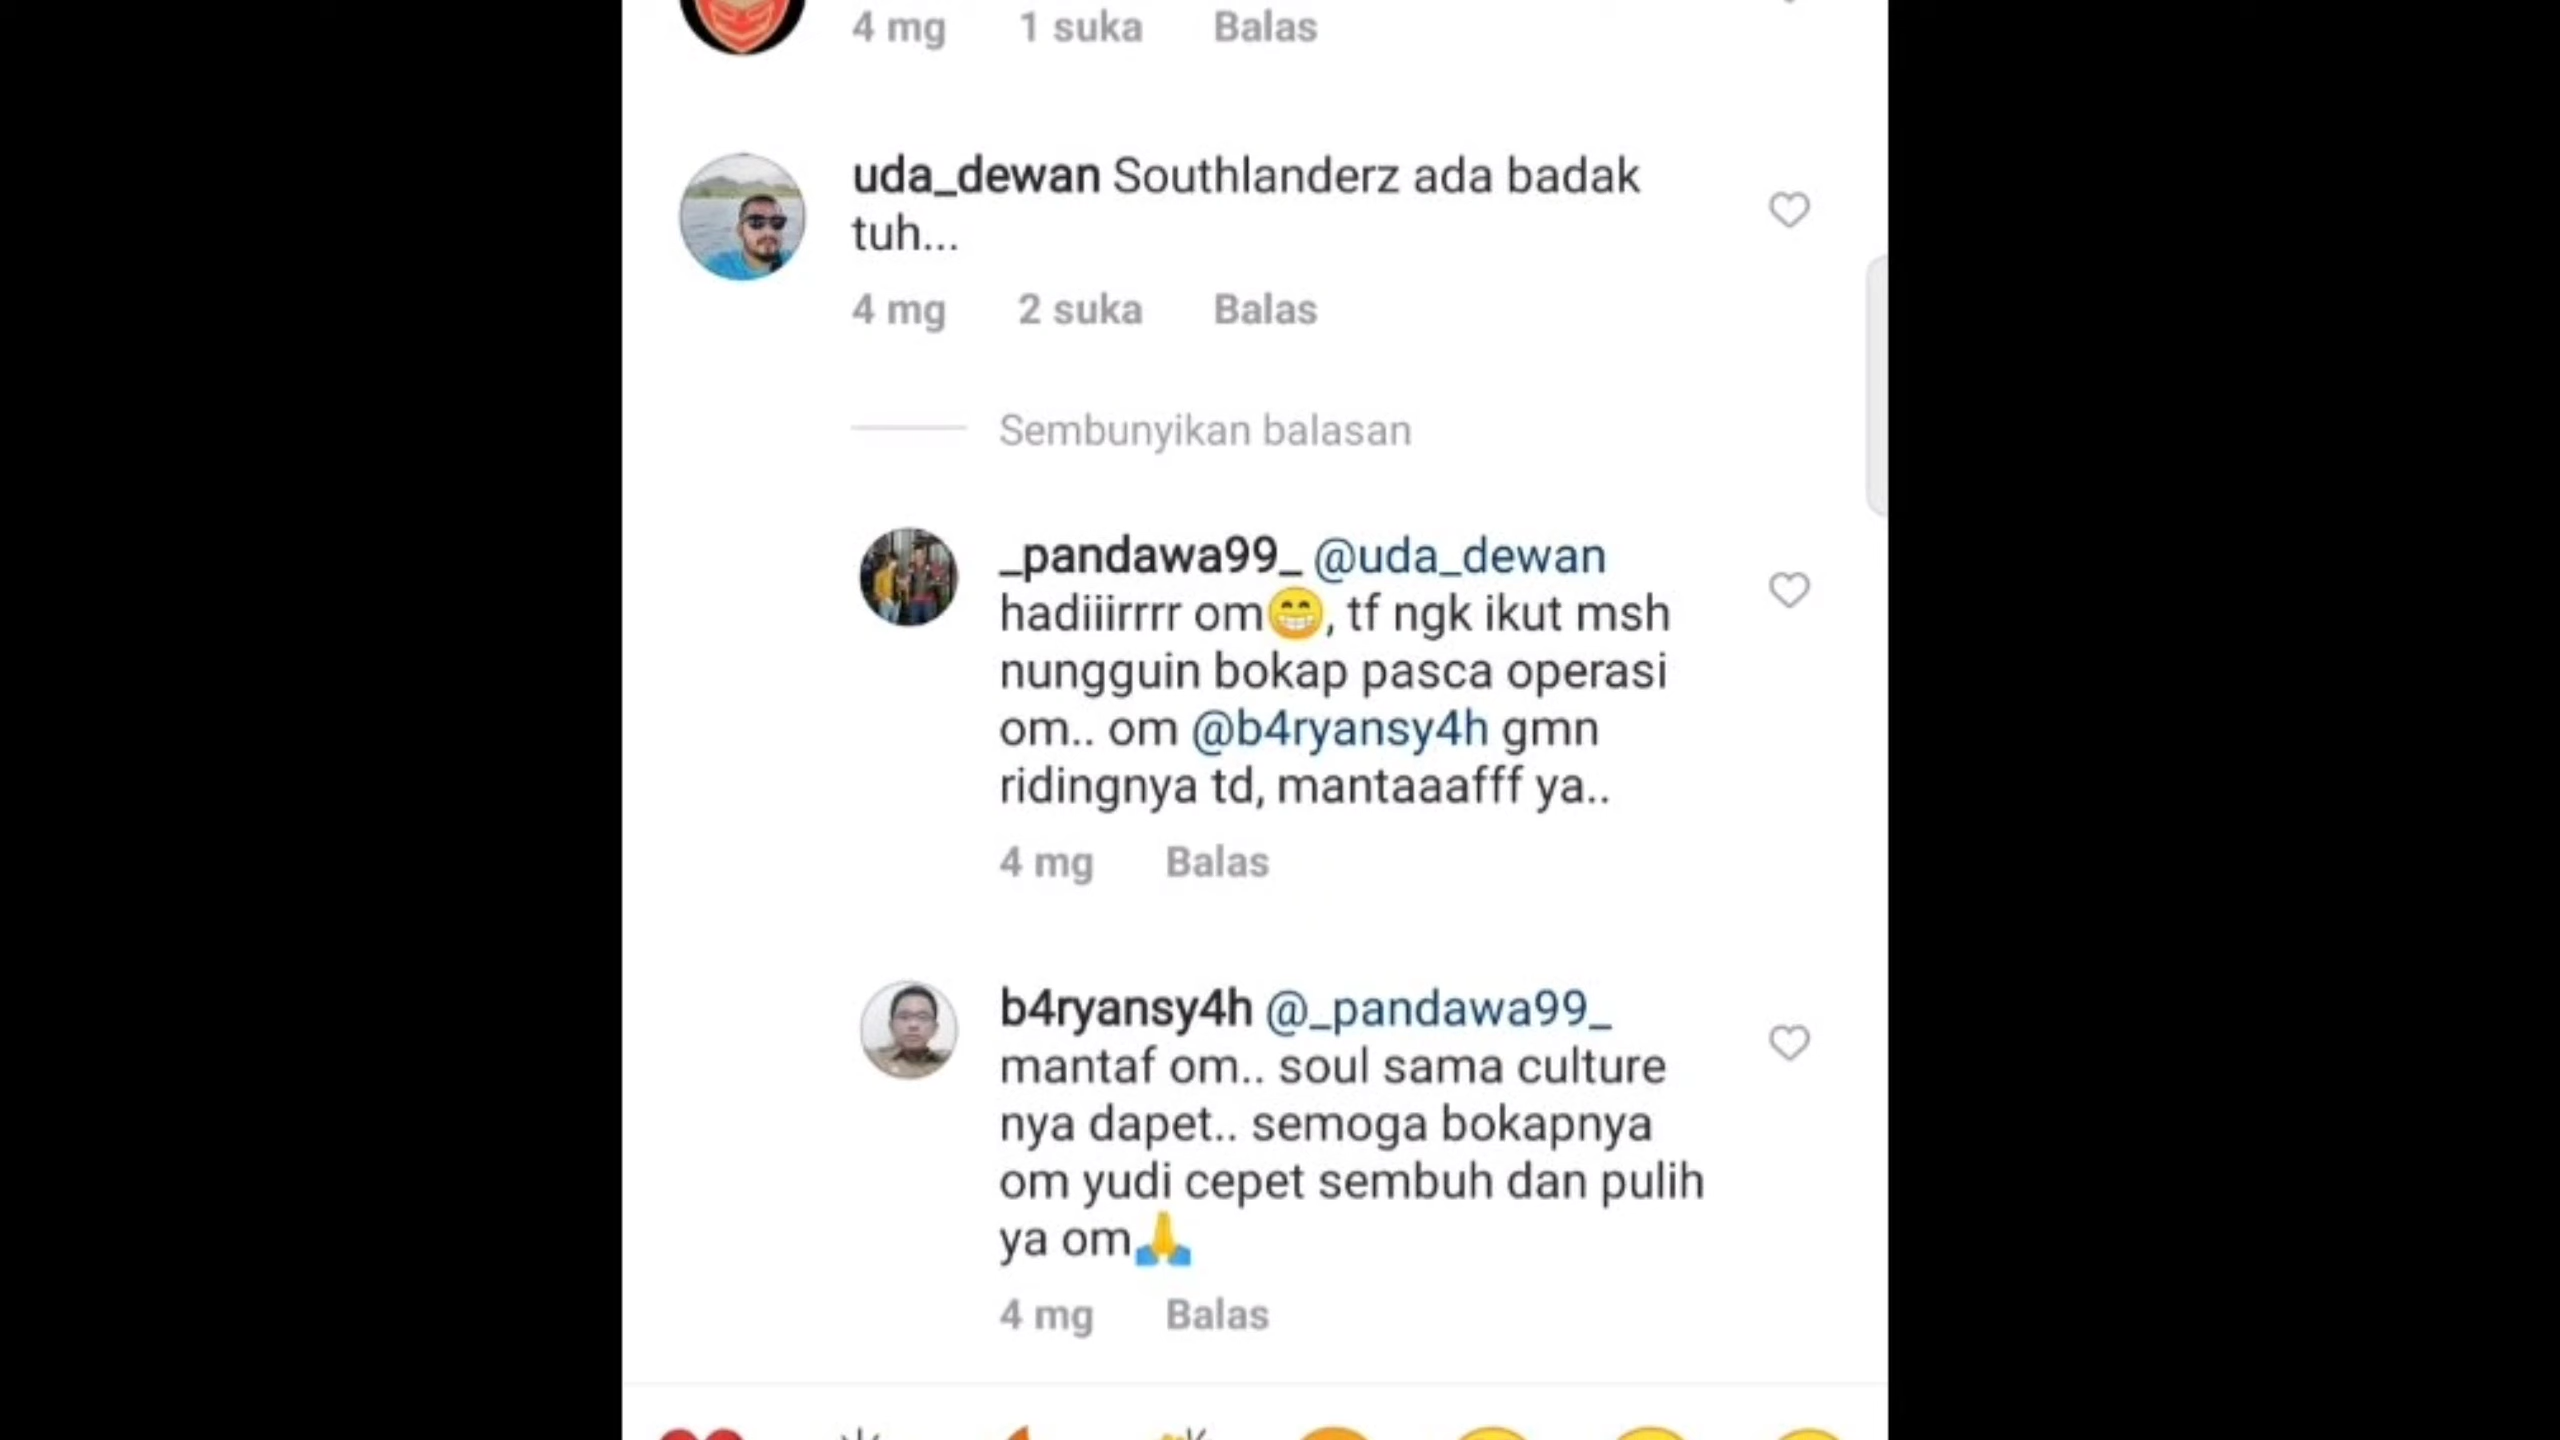 4 mg 1 suka Balas
uda_dewan Southlanderz ada badak
tuh...
4 mg 2 suka Balas
Sembunyikan balasan
_pandawa99_ @uda_dewan
hadiiirrrr om😁, tf ngk ikut msh
nungguin bokap pasca operasi
om.. om @b4ryansy4h gmn
ridingnya td, mantaaafff ya..
4 mg Balas
b4ryansy4h @_pandawa99_
mantaf om.. soul sama culture
nya dapet.. semoga bokapnya
om yudi cepet sembuh dan pulih
ya om🙏
4 mg Balas